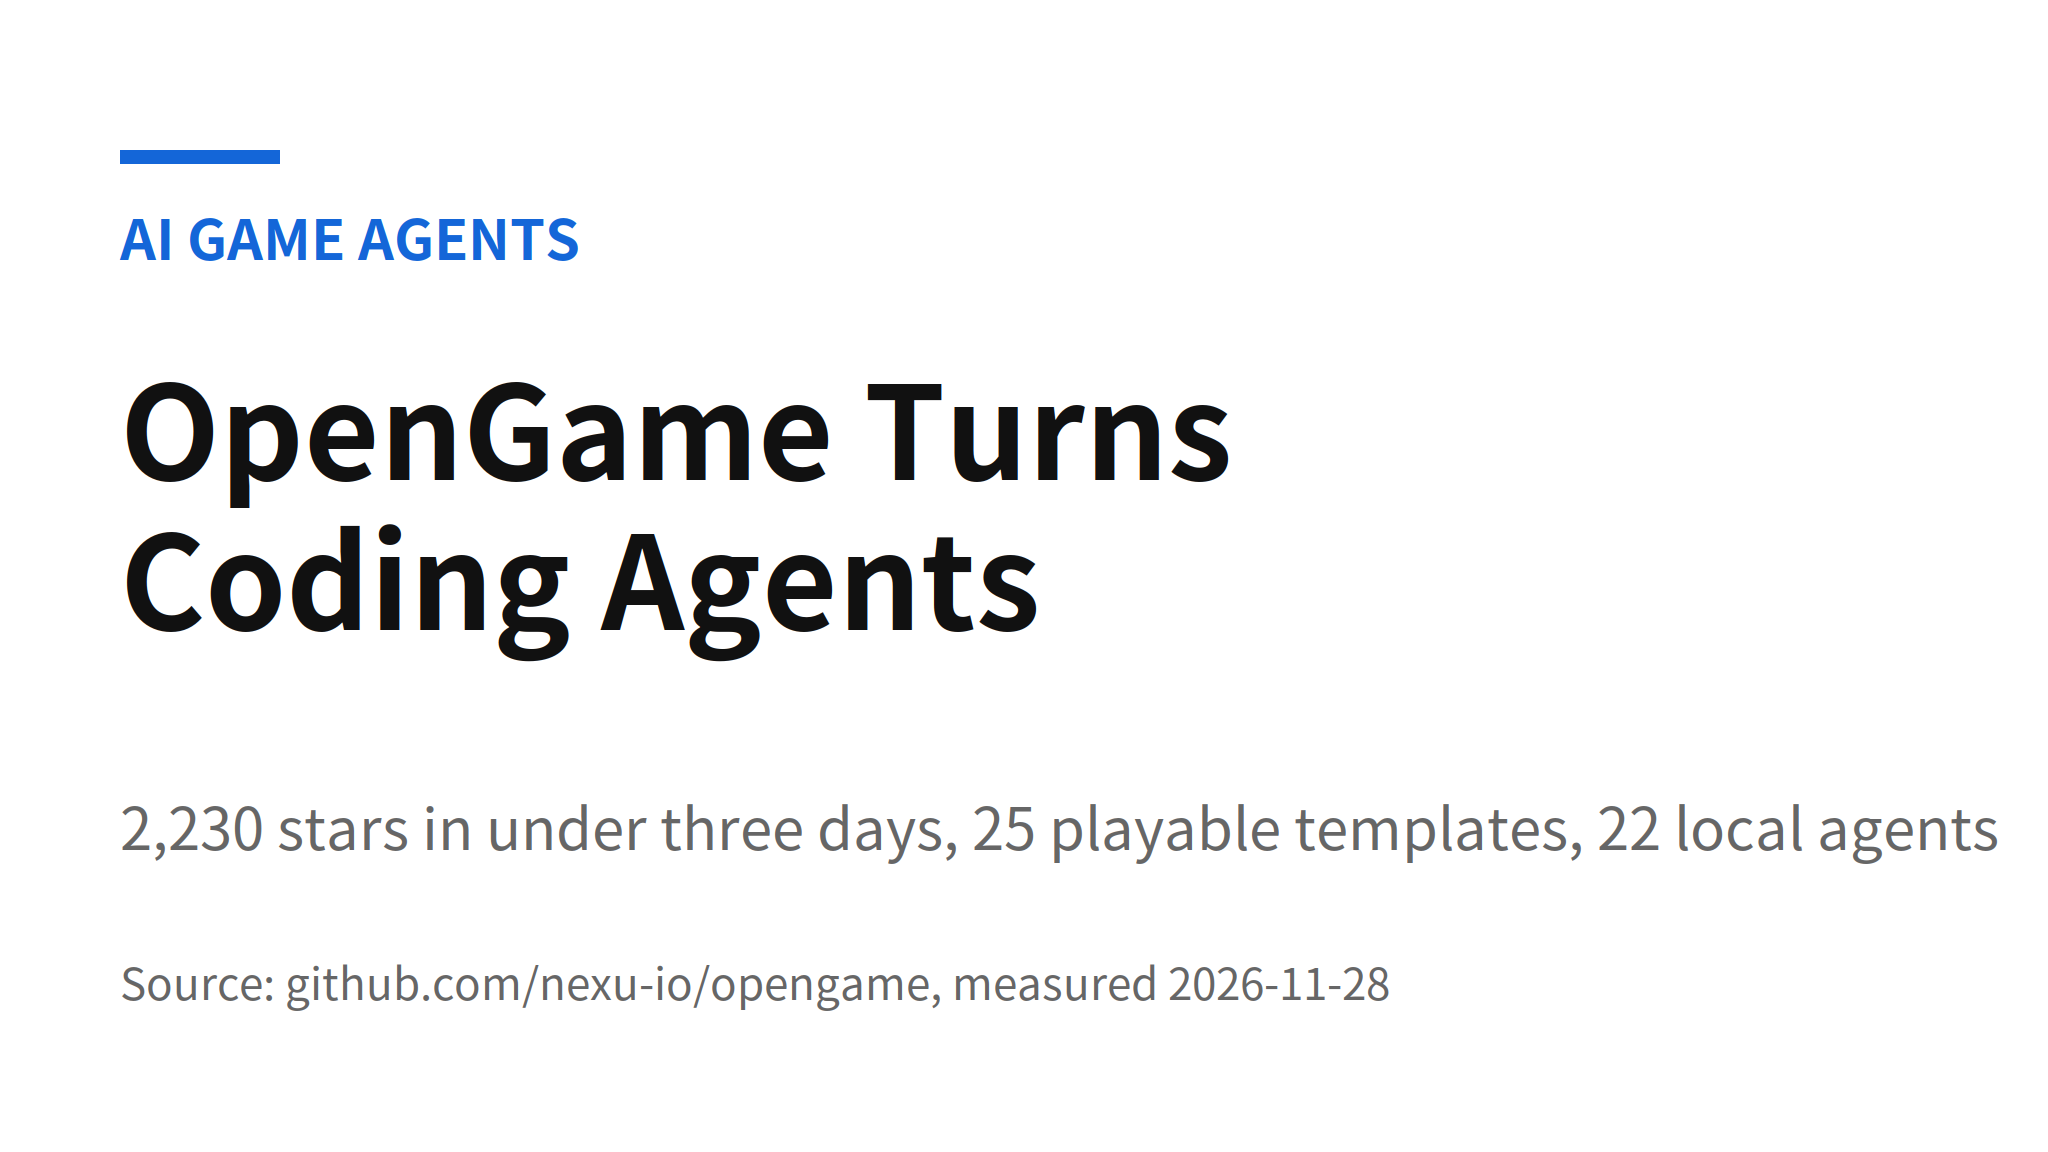 AI GAME AGENTS
OpenGame Turns
Coding Agents
2,230 stars in under three days, 25 playable templates, 22 local agents
Source: github.com/nexu-io/opengame, measured 2026-11-28